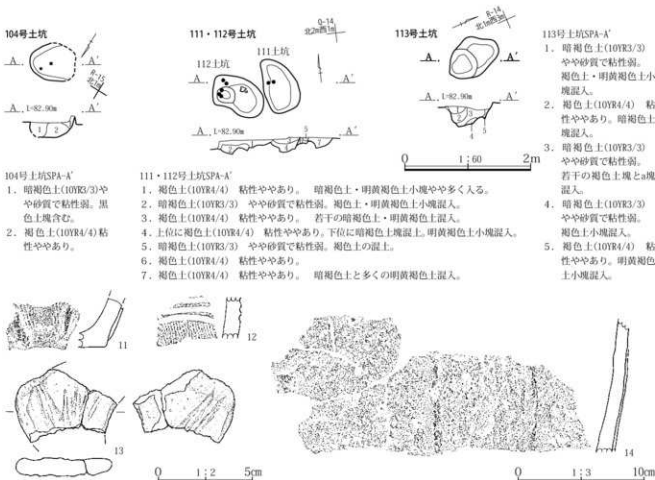 104号土坑
A
A'
R-15
L=82.90m
A
A'
1
2
104号土坑SPA-A'
1. 暗褐色土(10YR3/3)や
や砂質で粘性弱。黒
色土塊含む。
2. 褐色土(10YR4/4)粘
性ややあり。
111・112号土坑
Q-14
北2m西1m
111土坑
112土坑
A
A'
L=82.90m
A
A'
111・112号土坑SPA-A'
1. 褐色土(10YR4/4) 粘性ややあり。 暗褐色土・明黄褐色土小塊やや多く入る。
2. 暗褐色土(10YR3/3) やや砂質で粘性弱。褐色土・明黄褐色土小塊混入。
3. 褐色土(10YR4/4) 粘性ややあり。 若干の暗褐色土・明黄褐色土混入。
4. 上位に褐色土(10YR4/4) 粘性ややあり。下位に暗褐色土塊混土。明黄褐色土小塊混入。
5. 暗褐色土(10YR3/3) やや砂質で粘性弱。褐色土の混土。
6. 褐色土(10YR4/4) 粘性ややあり。
7. 褐色土(10YR4/4) 粘性ややあり。 暗褐色土と多くの明黄褐色土混入。
113号土坑
R-14
北1m西3m
A
A'
L=82.90m
A
A'
0 1:60 2m
113号土坑SPA-A'
1. 暗褐色土(10YR3/3)
やや砂質で粘性弱。
褐色土・明黄褐色土小
塊混入。
2. 褐色土(10YR4/4) 粘
性ややあり。暗褐色土
塊混入。
3. 暗褐色土(10YR3/3)
やや砂質で粘性弱。
若干の褐色土塊とa塊
混入。
4. 暗褐色土(10YR3/3)
やや砂質で粘性弱。
褐色土小塊混入。
5. 褐色土(10YR4/4) 粘
性ややあり。明黄褐色
土小塊混入。
11
12
13
14
0 1:2 5cm
0 1:3 10cm